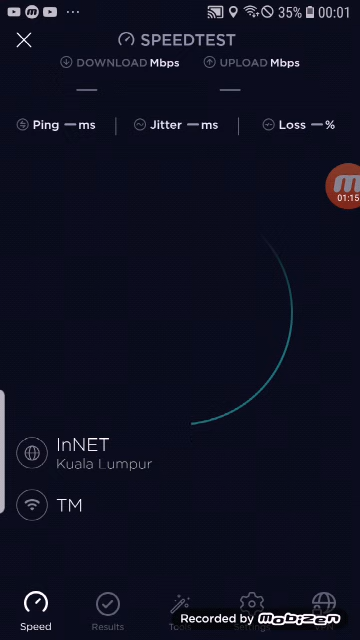 35% 00:01
SPEEDTEST
DOWNLOAD Mbps UPLOAD Mbps
Ping ms Jitter ms Loss %
01:15
InNET
Kuala Lumpur
TM
Speed Results Tools
Recorded by Mobizen